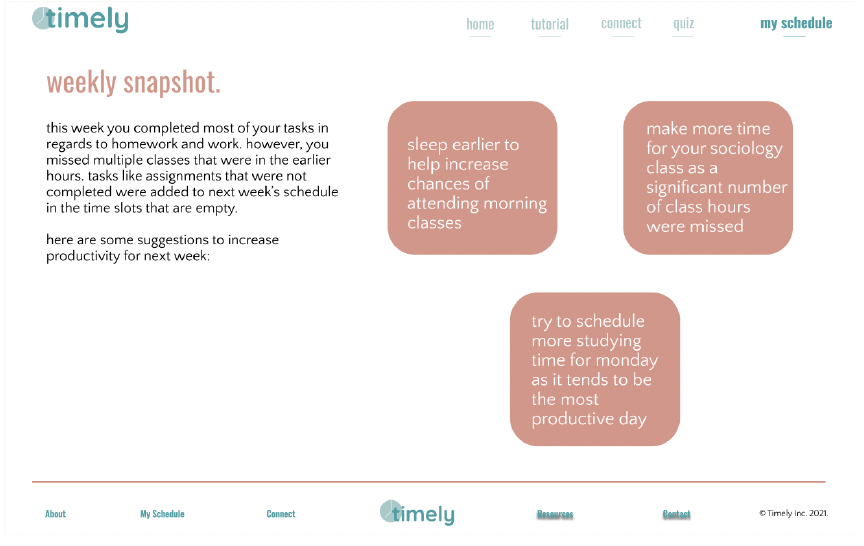 timely
home tutorial connect quiz my schedule
weekly snapshot.
this week you completed most of your tasks in
regards to homework and work. however, you
missed multiple classes that were in the earlier
hours. tasks like assignments that were not
completed were added to next week's schedule
in the time slots that are empty.
here are some suggestions to increase
productivity for next week:
sleep earlier to
help increase
chances of
attending morning
classes
make more time
for your sociology
class as a
significant number
of class hours
were missed
try to schedule
more studying
time for monday
as it tends to be
the most
productive day
About My Schedule Connect timely Resources Contact © Timely Inc. 2021.